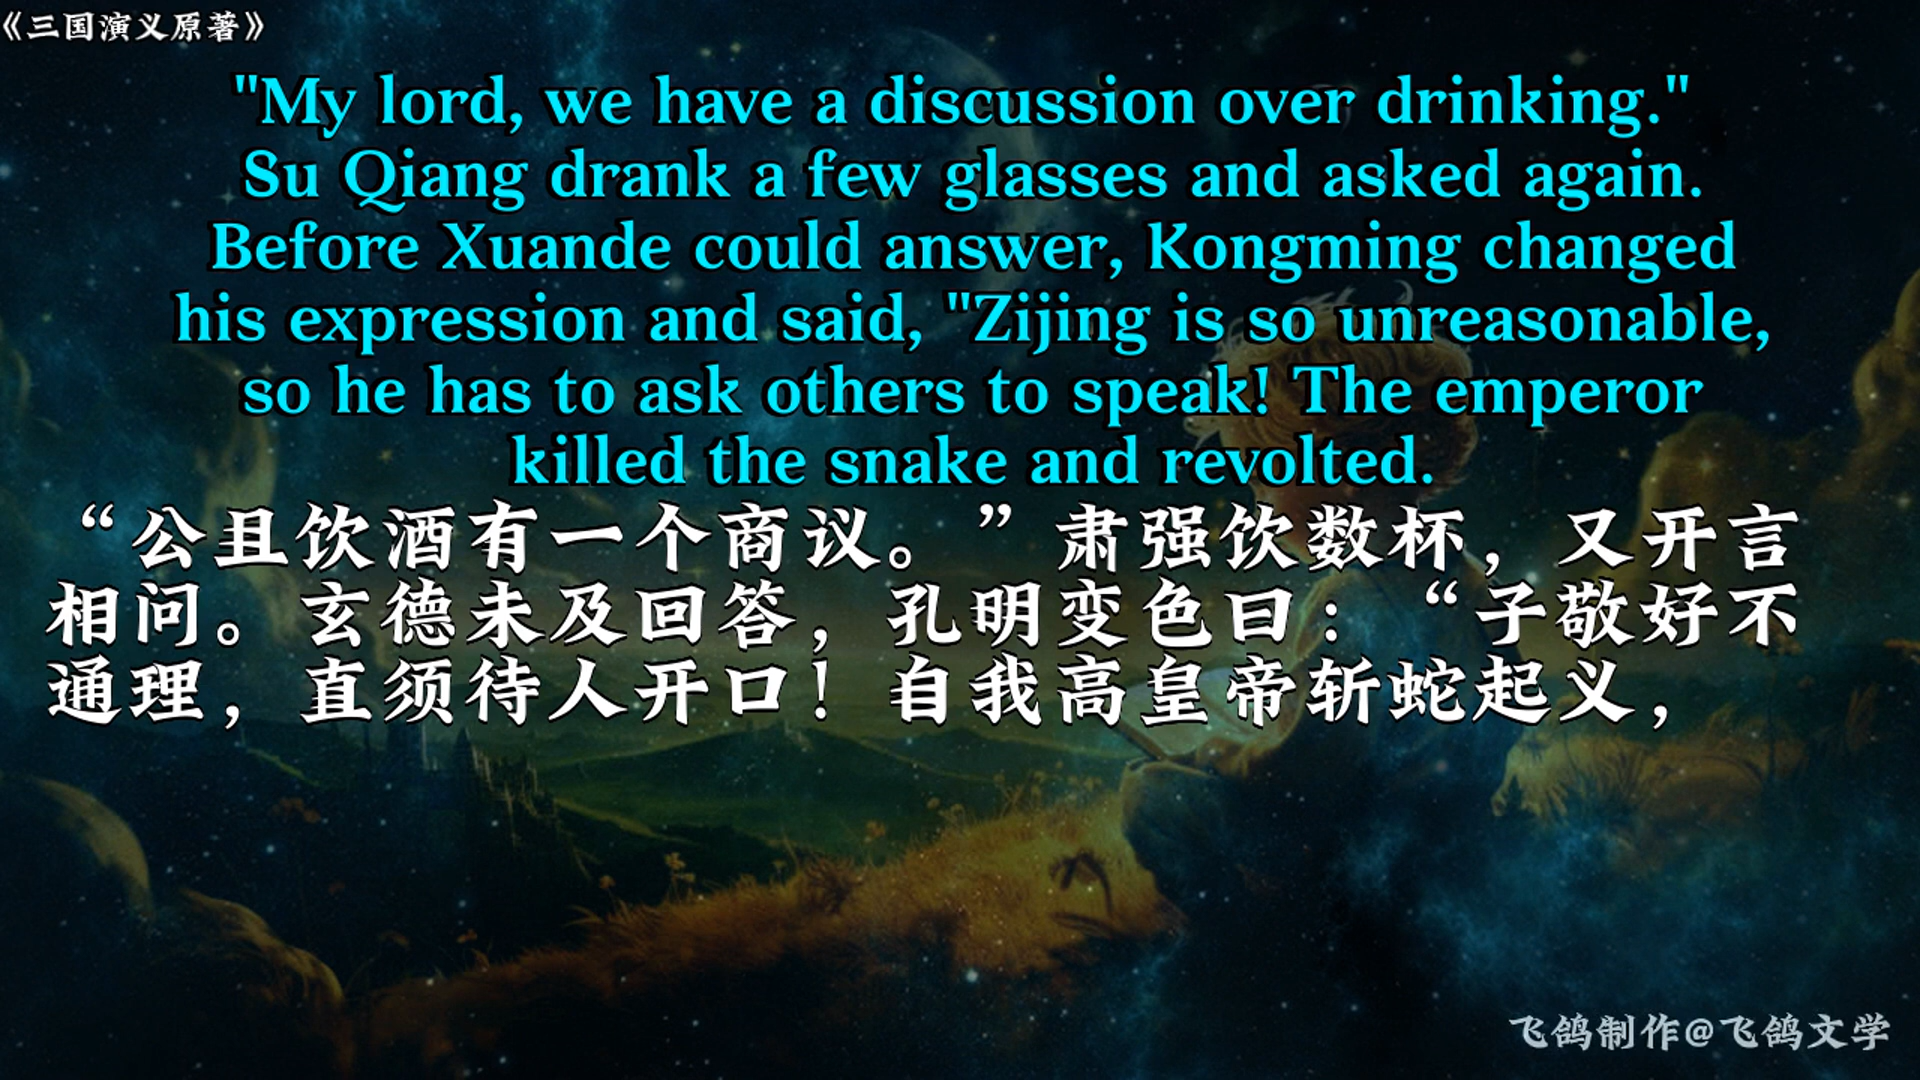 《三国演义原著》
"My lord, we have a discussion over drinking."
Su Qiang drank a few glasses and asked again.
Before Xuande could answer, Kongming changed
his expression and said, "Zijing is so unreasonable,
so he has to ask others to speak! The emperor
killed the snake and revolted.
“公且饮酒有一个商议。”肃强饮数杯，又开言
相问。玄德未及回答，孔明变色曰：“子敬好不
通理，直须待人开口！自我高皇帝斩蛇起义，
飞鸽制作@飞鸽文学